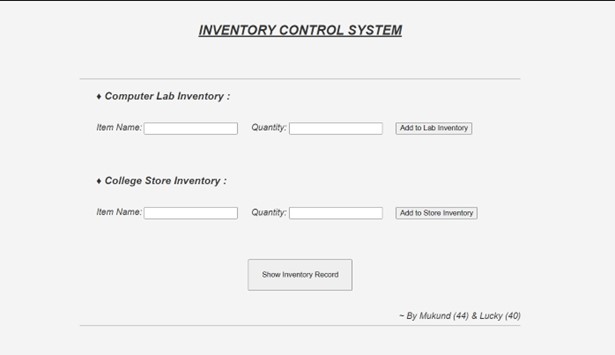 INVENTORY CONTROL SYSTEM
♦ Computer Lab Inventory :
Item Name: Quantity: Add to Lab Inventory
♦ College Store Inventory :
Item Name: Quantity: Add to Store Inventory
Show Inventory Record
~ By Mukund (44) & Lucky (40)